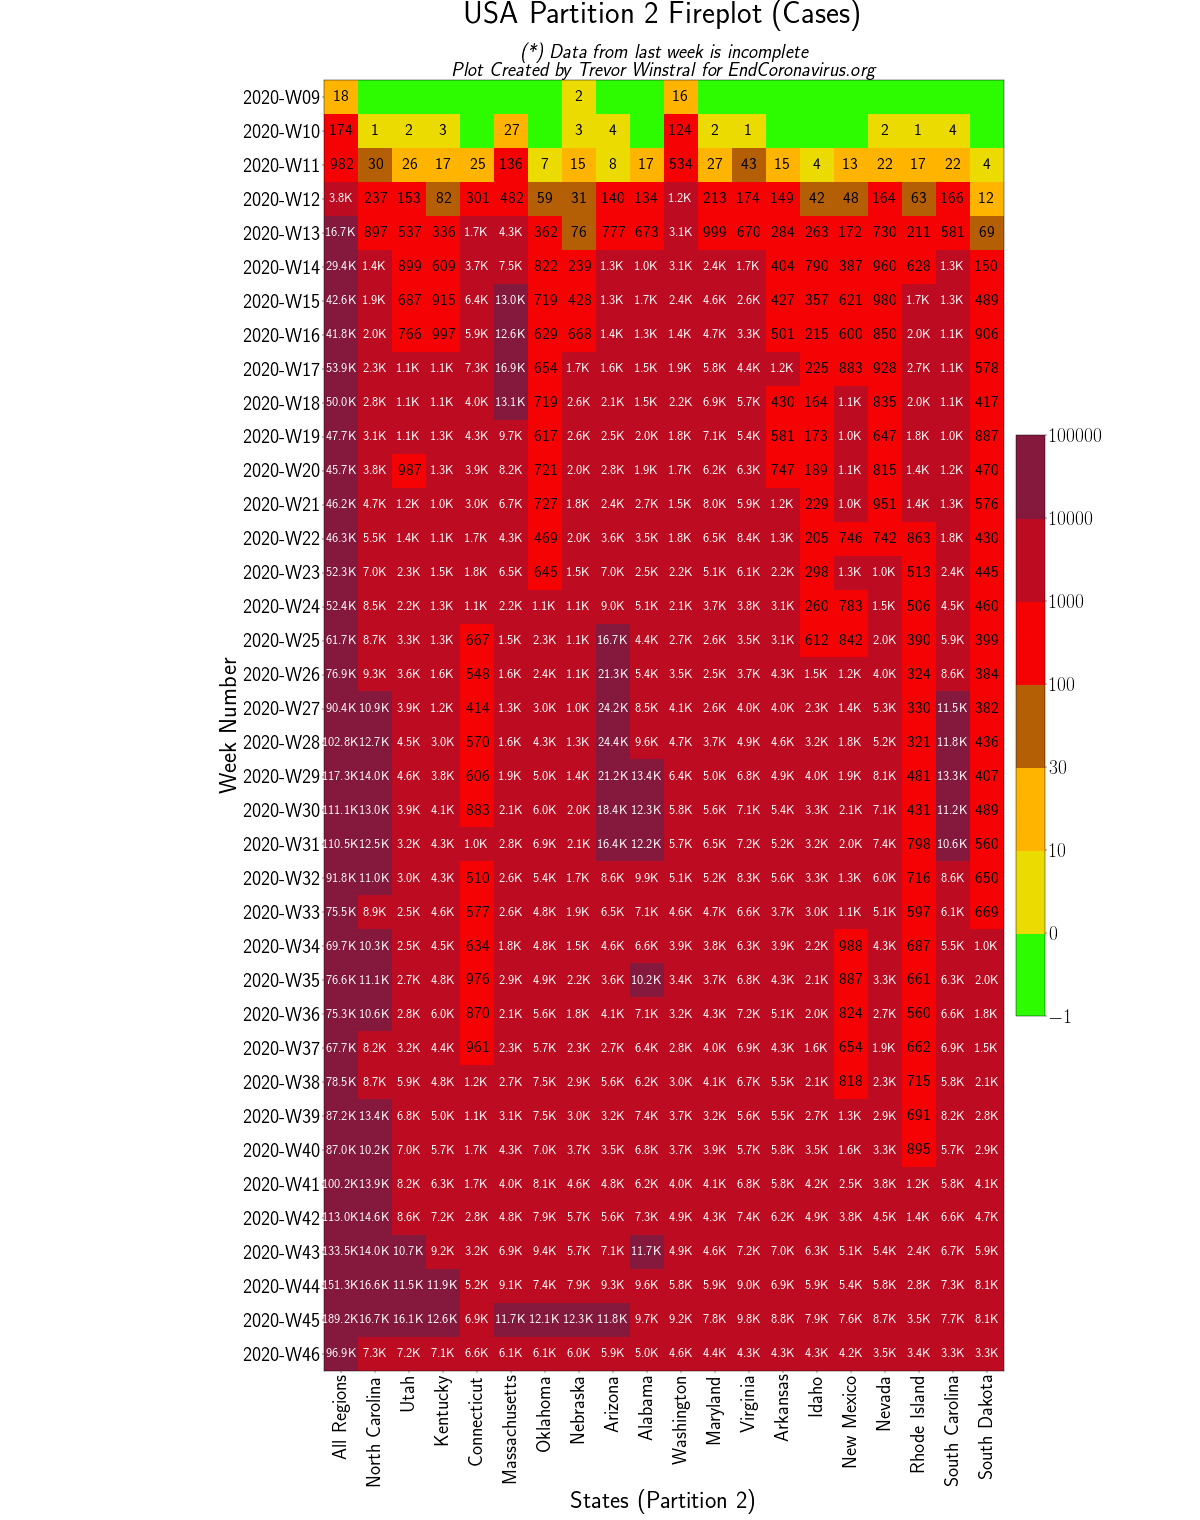 USA Partition 2 Fireplot (Cases)
(*) Data from last week is incomplete
Plot Created by Trevor Winstral for EndCoronavirus.org
2020-W09 18 2 16
2020-W10 174 1 2 3 27 3 4 124 2 1 2 1 4
2020-W11 982 30 26 17 25 136 7 15 8 17 534 27 43 15 4 13 22 17 22 4
2020-W12 3.8K 237 153 82 301 482 59 31 140 134 1.2K 213 174 149 42 48 164 63 166 12
2020-W13 16.7K 897 537 336 1.7K 4.3K 362 76 777 673 3.1K 999 670 284 263 172 730 211 581 69
2020-W14 29.4K 1.4K 899 609 3.7K 7.5K 822 239 1.3K 1.0K 3.1K 2.4K 1.7K 404 790 387 960 628 1.3K 150
2020-W15 42.6K 1.9K 687 915 6.4K 13.0K 719 428 1.3K 1.7K 2.4K 4.6K 2.6K 427 357 621 980 1.7K 1.3K 489
2020-W16 41.8K 2.0K 766 997 5.9K 12.6K 629 668 1.4K 1.3K 1.4K 4.7K 3.3K 501 215 600 850 2.0K 1.1K 906
2020-W17 53.9K 2.3K 1.1K 1.1K 7.3K 16.9K 654 1.7K 1.6K 1.5K 1.9K 5.8K 4.4K 1.2K 225 883 928 2.7K 1.1K 578
2020-W18 50.0K 2.8K 1.1K 1.1K 4.0K 13.1K 719 2.6K 2.1K 1.5K 2.2K 6.9K 5.7K 430 164 1.1K 835 2.0K 1.1K 417
2020-W19 47.7K 3.1K 1.1K 1.3K 4.3K 9.7K 617 2.6K 2.5K 2.0K 1.8K 7.1K 5.4K 581 173 1.0K 647 1.8K 1.0K 887
2020-W20 45.7K 3.8K 987 1.3K 3.9K 8.2K 721 2.0K 2.8K 1.9K 1.7K 6.2K 6.3K 747 189 1.1K 815 1.4K 1.2K 470
2020-W21 46.2K 4.7K 1.2K 1.0K 3.0K 6.7K 727 1.8K 2.4K 2.7K 1.5K 8.0K 5.9K 1.2K 229 1.0K 951 1.4K 1.3K 576
2020-W22 46.3K 5.5K 1.4K 1.1K 1.7K 4.3K 469 2.0K 3.6K 3.5K 1.8K 6.5K 8.4K 1.3K 205 746 742 863 1.8K 430
2020-W23 52.3K 7.0K 2.3K 1.5K 1.8K 6.5K 645 1.5K 7.0K 2.5K 2.2K 5.1K 6.1K 2.2K 298 1.3K 1.0K 513 2.4K 445
2020-W24 52.4K 8.5K 2.2K 1.3K 1.1K 2.2K 1.1K 1.1K 9.0K 5.1K 2.1K 3.7K 3.8K 3.1K 260 783 1.5K 506 4.5K 460
2020-W25 61.7K 8.7K 3.3K 1.3K 667 1.5K 2.3K 1.1K 16.7K 4.4K 2.7K 2.6K 3.5K 3.1K 612 842 2.0K 390 5.9K 399
2020-W26 76.9K 9.3K 3.6K 1.6K 548 1.6K 2.4K 1.1K 21.3K 5.4K 3.5K 2.5K 3.7K 4.3K 1.5K 1.2K 4.0K 324 8.6K 384
2020-W27 90.4K 10.9K 3.9K 1.2K 414 1.3K 3.0K 1.0K 24.2K 8.5K 4.1K 2.6K 4.0K 4.0K 2.3K 1.4K 5.3K 330 11.5K 382
2020-W28 102.8K 12.7K 4.5K 3.0K 570 1.6K 4.3K 1.3K 24.4K 9.6K 4.7K 3.7K 4.9K 4.6K 3.2K 1.8K 5.2K 321 11.8K 436
2020-W29 117.3K 14.0K 4.6K 3.8K 606 1.9K 5.0K 1.4K 21.2K 13.4K 6.4K 5.0K 6.8K 4.9K 4.0K 1.9K 8.1K 481 13.3K 407
2020-W30 111.1K 13.0K 3.9K 4.1K 883 2.1K 6.0K 2.0K 18.4K 12.3K 5.8K 5.6K 7.1K 5.4K 3.3K 2.1K 7.1K 431 11.2K 489
2020-W31 110.5K 12.5K 3.2K 4.3K 1.0K 2.8K 6.9K 2.1K 16.4K 12.2K 5.7K 6.5K 7.2K 5.2K 3.2K 2.0K 7.4K 798 10.6K 560
2020-W32 91.8K 11.0K 3.0K 4.3K 510 2.6K 5.4K 1.7K 8.6K 9.9K 5.1K 5.2K 8.3K 5.6K 3.3K 1.3K 6.0K 716 8.6K 650
2020-W33 75.5K 8.9K 2.5K 4.6K 577 2.6K 4.8K 1.9K 6.5K 7.1K 4.6K 4.7K 6.6K 3.7K 3.0K 1.1K 5.1K 597 6.1K 669
2020-W34 69.7K 10.3K 2.5K 4.5K 634 1.8K 4.8K 1.5K 4.6K 6.6K 3.9K 3.8K 6.3K 3.9K 2.2K 988 4.3K 687 5.5K 1.0K
2020-W35 76.6K 11.1K 2.7K 4.8K 976 2.9K 4.9K 2.2K 3.6K 10.2K 3.4K 3.7K 6.8K 4.3K 2.1K 887 3.3K 661 6.3K 2.0K
2020-W36 75.3K 10.6K 2.8K 6.0K 870 2.1K 5.6K 1.8K 4.1K 7.1K 3.2K 4.3K 7.2K 5.1K 2.0K 824 2.7K 560 6.6K 1.8K
2020-W37 67.7K 8.2K 3.2K 4.4K 961 2.3K 5.7K 2.3K 2.7K 6.4K 2.8K 4.0K 6.9K 4.3K 1.6K 654 1.9K 662 6.9K 1.5K
2020-W38 78.5K 8.7K 5.9K 4.8K 1.2K 2.7K 7.5K 2.9K 5.6K 6.2K 3.0K 4.1K 6.7K 5.5K 2.1K 818 2.3K 715 5.8K 2.1K
2020-W39 87.2K 13.4K 6.8K 5.0K 1.1K 3.1K 7.5K 3.0K 3.2K 7.4K 3.7K 3.2K 5.6K 5.5K 2.7K 1.3K 2.9K 691 8.2K 2.8K
2020-W40 87.0K 10.2K 7.0K 5.7K 1.7K 4.3K 7.0K 3.7K 3.5K 6.8K 3.7K 3.9K 5.7K 5.8K 3.5K 1.6K 3.3K 895 5.7K 2.9K
2020-W41 100.2K 13.9K 8.2K 6.3K 1.7K 4.0K 8.1K 4.6K 4.8K 6.2K 4.0K 4.1K 6.8K 5.8K 4.2K 2.5K 3.8K 1.2K 5.8K 4.1K
2020-W42 113.0K 14.6K 8.6K 7.2K 2.8K 4.8K 7.9K 5.7K 5.6K 7.3K 4.9K 4.3K 7.4K 6.2K 4.9K 3.8K 4.5K 1.4K 6.6K 4.7K
2020-W43 133.5K 14.0K 10.7K 9.2K 3.2K 6.9K 9.4K 5.7K 7.1K 11.7K 4.9K 4.6K 7.2K 7.0K 6.3K 5.1K 5.4K 2.4K 6.7K 5.9K
2020-W44 151.3K 16.6K 11.5K 11.9K 5.2K 9.1K 7.4K 7.9K 9.3K 9.6K 5.8K 5.9K 9.0K 6.9K 5.9K 5.4K 5.8K 2.8K 7.3K 8.1K
2020-W45 189.2K 16.7K 16.1K 12.6K 6.9K 11.7K 12.1K 12.3K 11.8K 9.7K 9.2K 7.8K 9.8K 8.8K 7.9K 7.6K 8.7K 3.5K 7.7K 8.1K
2020-W46 96.9K 7.3K 7.2K 7.1K 6.6K 6.1K 6.1K 6.0K 5.9K 5.0K 4.6K 4.4K 4.3K 4.3K 4.3K 4.2K 3.5K 3.4K 3.3K 3.3K
Week Number
All Regions
North Carolina
Utah
Kentucky
Connecticut
Massachusetts
Oklahoma
Nebraska
Arizona
Alabama
Washington
Maryland
Virginia
Arkansas
Idaho
New Mexico
Nevada
Rhode Island
South Carolina
South Dakota
States (Partition 2)
100000
10000
1000
100
30
10
0
−1